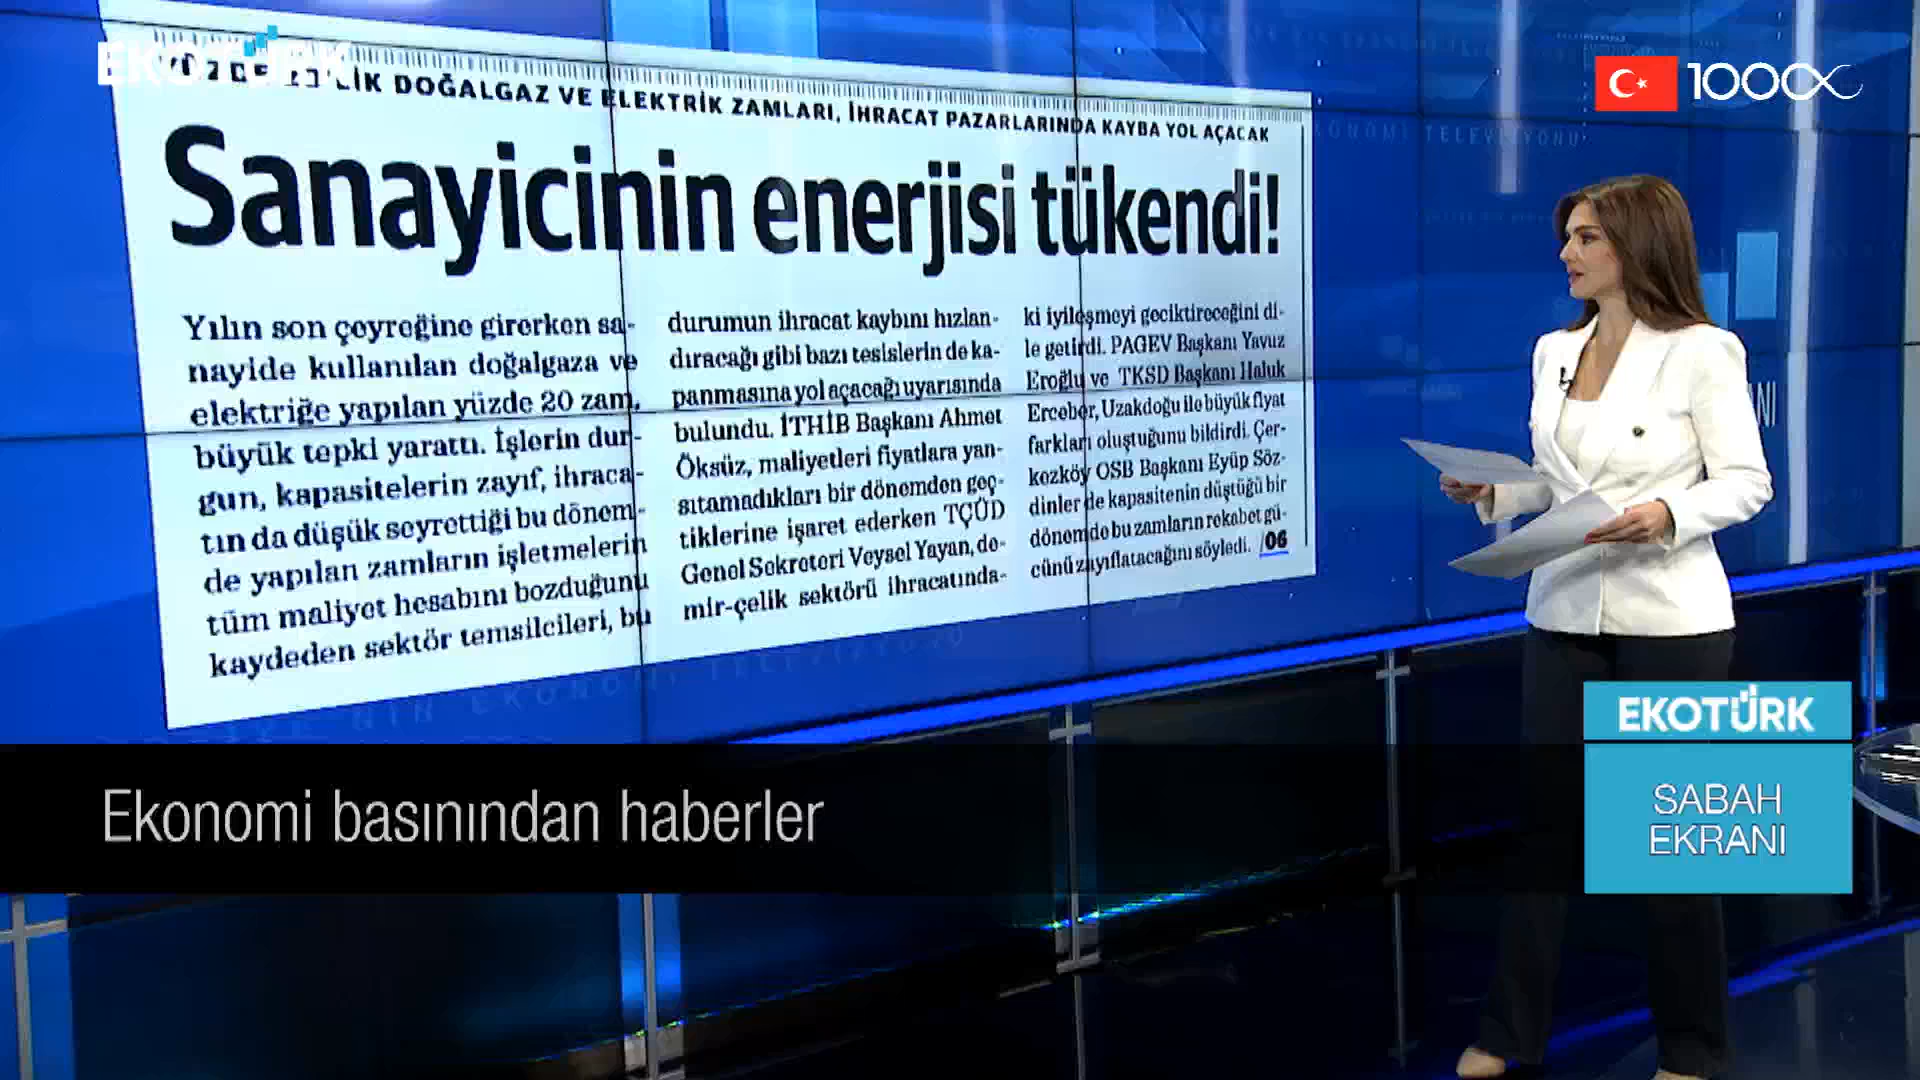 EKOTÜRK
LİK DOĞALGAZ VE ELEKTRİK ZAMLARI, İHRACAT PAZARLARINDA KAYBA YOL AÇACAK
Sanayicinin enerjisi tükendi!
Yılın son çeyreğine girerken sa-
nayide kullanılan doğalgaza ve
elektriğe yapılan yüzde 20 zam,
büyük tepki yarattı. İşlerin dur-
gun, kapasitelerin zayıf, ihraca-
tın da düşük seyrettiği bu dönem-
de yapılan zamların işletmelerin
tüm maliyet hesabını bozduğunu
kaydeden sektör temsilcileri, bu
durumun ihracat kaybını hızlan-
dıracağı gibi bazı tesislerin de ka-
panmasına yol açacağı uyarısında
bulundu. İTHİB Başkanı Ahmet
Öksüz, maliyetleri fiyatlara yan-
sıtamadıkları bir dönemden geç-
tiklerine işaret ederken TÇÜD
Genel Sekreteri Veysel Yayan, de-
mir-çelik sektörü ihracatında-
ki iyileşmeyi geciktireceğini di-
le getirdi. PAGEV Başkanı Yavuz
Eroğlu ve TKSD Başkanı Haluk
Erceber, Uzakdoğu ile büyük fiyat
farkları oluştuğunu bildirdi. Çer-
kezköy OSB Başkanı Eyüp Söz-
dinler de kapasitenin düştüğü bir
dönemde bu zamların rekabet gü-
cünü zayıflatacağını söyledi. /06
100
EKONOMİ TELEVİZYONU
EKOTÜRK
SABAH
EKRANI
Ekonomi basınından haberler